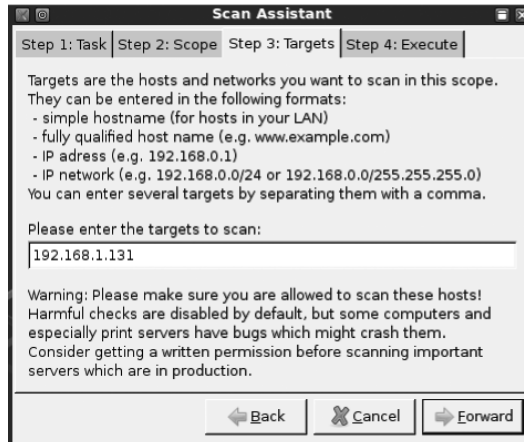 Scan Assistant
Step 1: Task Step 2: Scope Step 3: Targets Step 4: Execute
Targets are the hosts and networks you want to scan in this scope.
They can be entered in the following formats:
- simple hostname (for hosts in your LAN)
- fully qualified host name (e.g. www.example.com)
- IP adress (e.g. 192.168.0.1)
- IP network (e.g. 192.168.0.0/24 or 192.168.0.0/255.255.255.0)
You can enter several targets by separating them with a comma.
Please enter the targets to scan:
192.168.1.131
Warning: Please make sure you are allowed to scan these hosts!
Harmful checks are disabled by default, but some computers and
especially print servers have bugs which might crash them.
Consider getting a written permission before scanning important
servers which are in production.
Back Cancel Forward